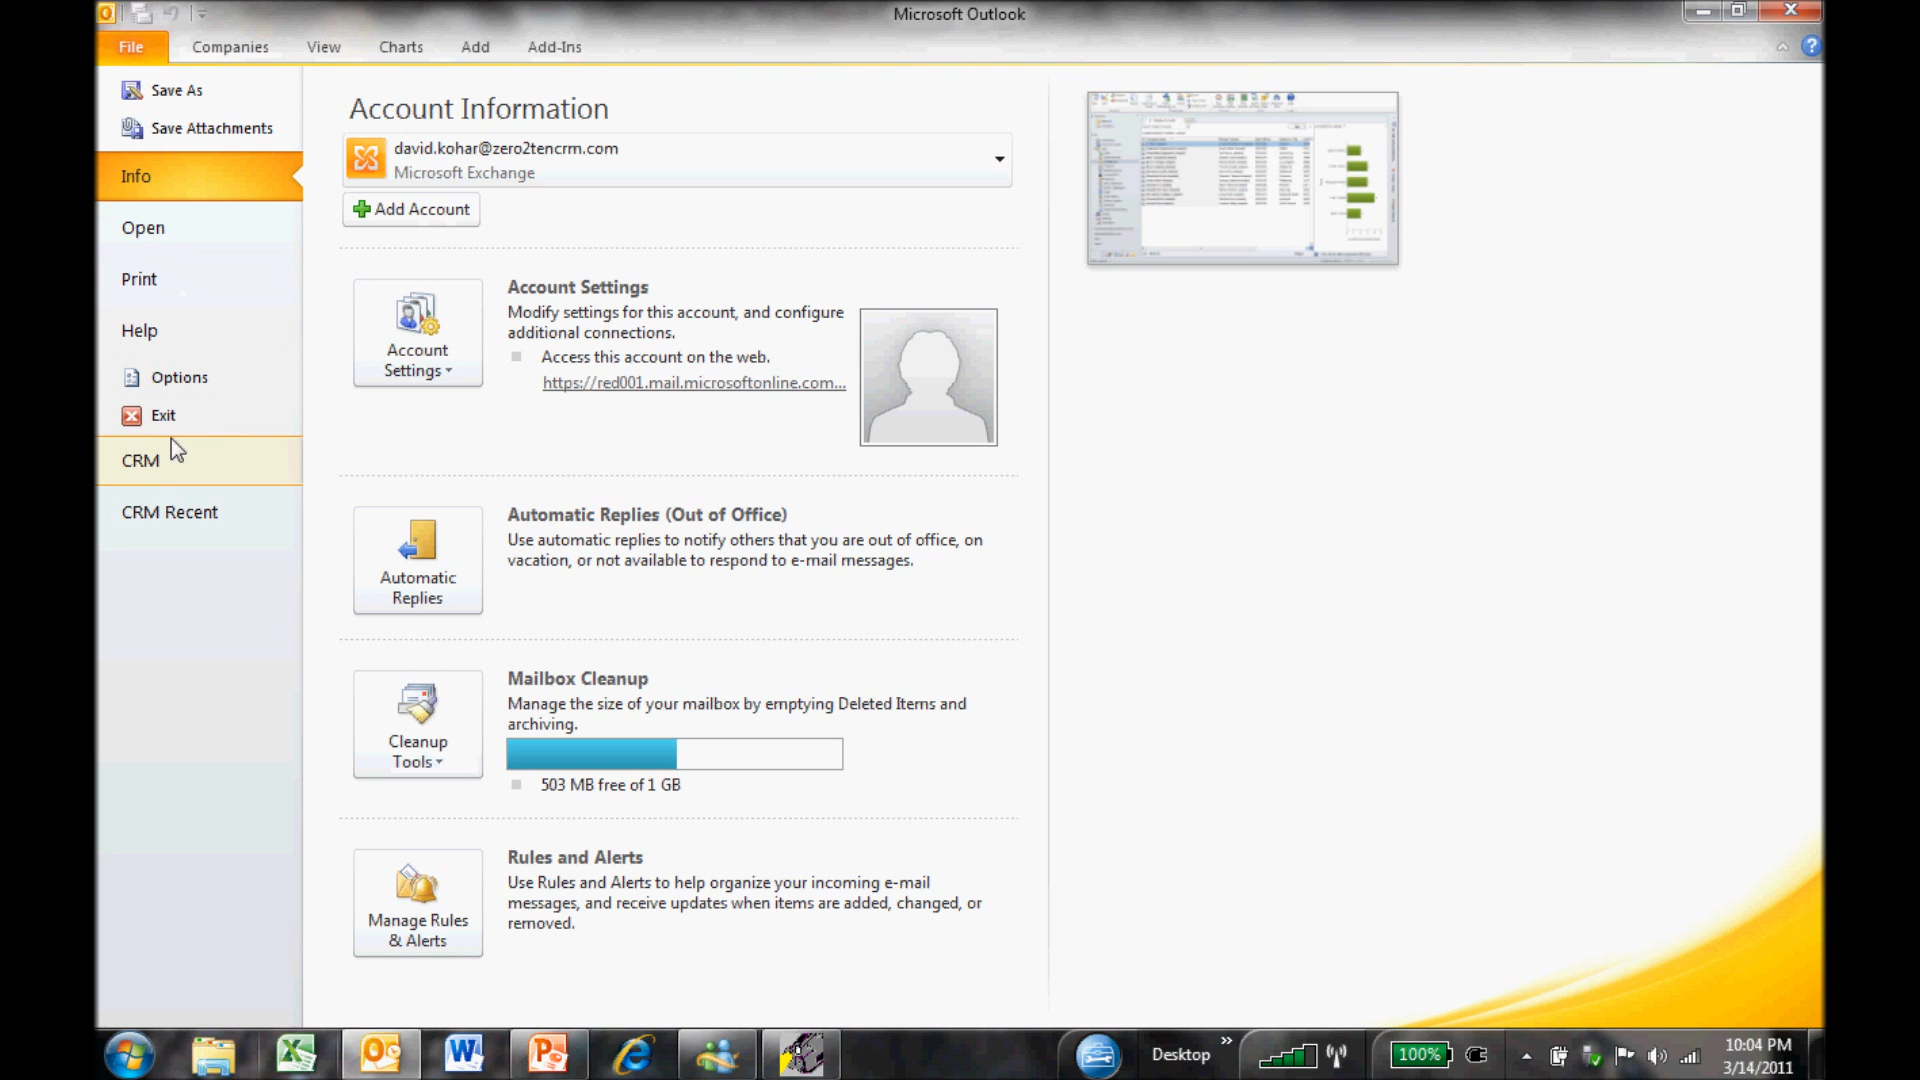 Microsoft Outlook
File
Companies
View
Charts
Add
Add-Ins
Save As
Save Attachments
Info
Open
Print
Help
Options
Exit
CRM
CRM Recent
Account Information
david.kohar@zero2tencrm.com
Microsoft Exchange
Add Account
Account
Settings
Account Settings
Modify settings for this account, and configure
additional connections.
Access this account on the web.
https://red001.mail.microsoftonline.com...
Automatic
Replies
Automatic Replies (Out of Office)
Use automatic replies to notify others that you are out of office, on
vacation, or not available to respond to e-mail messages.
Cleanup
Tools
Mailbox Cleanup
Manage the size of your mailbox by emptying Deleted Items and
archiving.
503 MB free of 1 GB
Manage Rules
& Alerts
Rules and Alerts
Use Rules and Alerts to help organize your incoming e-mail
messages, and receive updates when items are added, changed, or
removed.
Desktop
100%
10:04 PM
3/14/2011